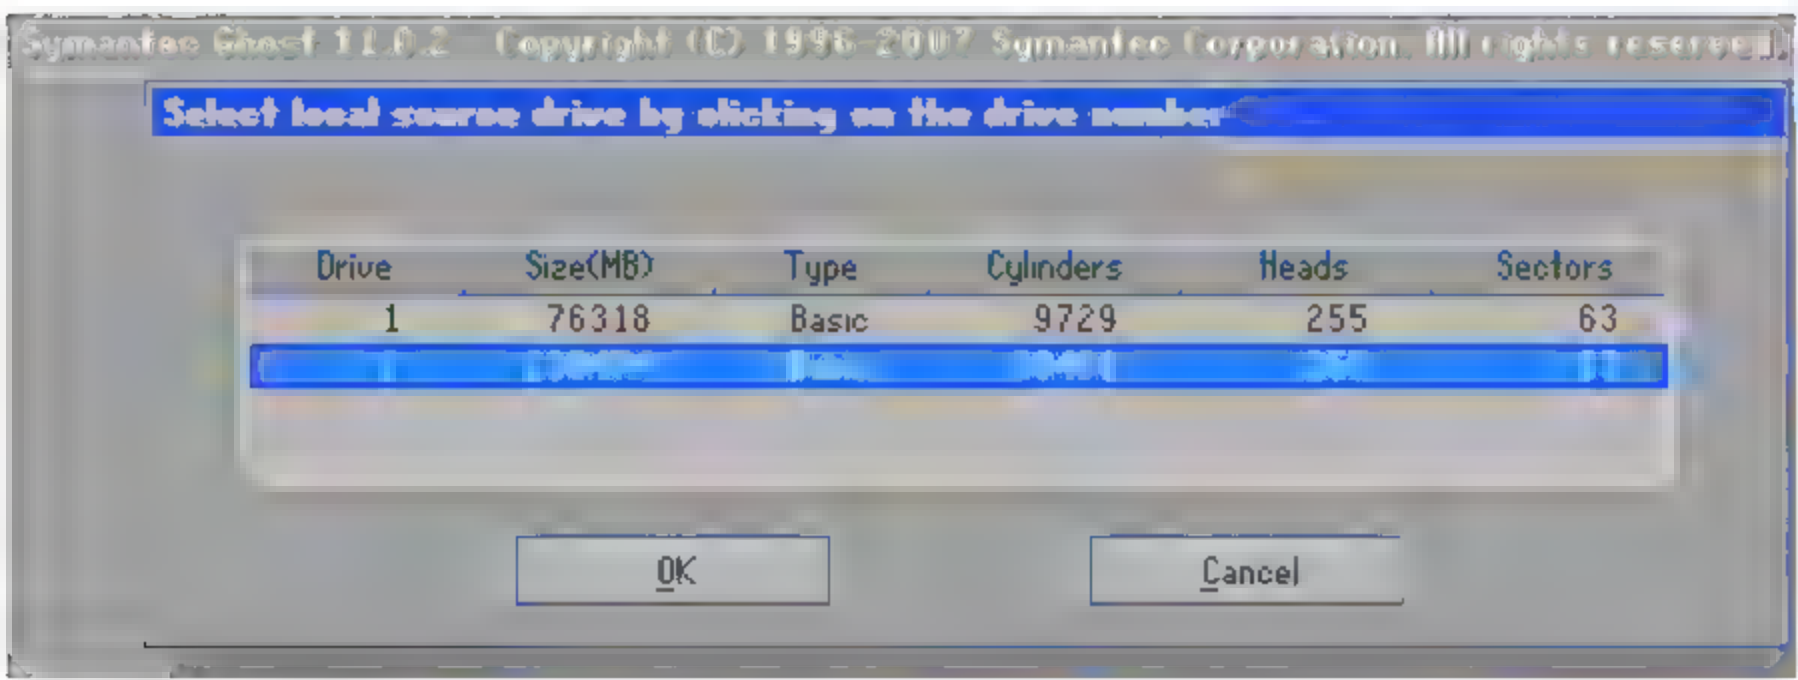 Symantec Ghost 11.0.2 Copyright (C) 1996-2007 Symantec Corporation. All rights reserved.
Select local source drive by clicking on the drive number
Drive Size(MB) Type Cylinders Heads Sectors
1 76318 Basic 9729 255 63
OK Cancel